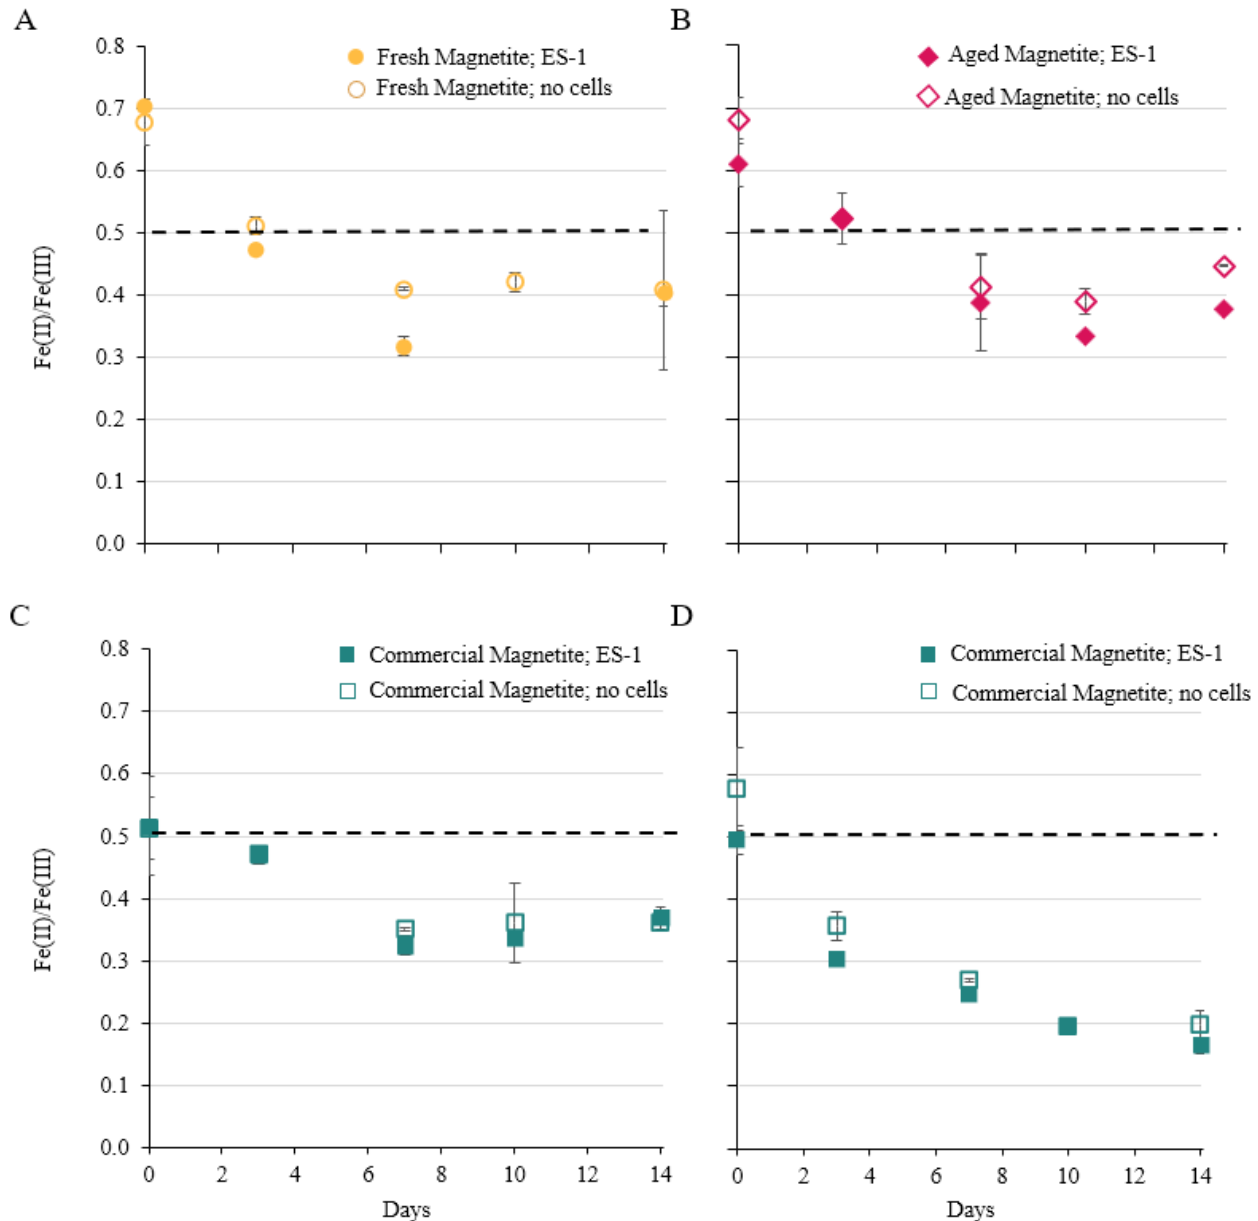 A
B
0.8
0.7
0.6
0.5
0.4
0.3
0.2
0.1
0.0
Fe(II)/Fe(III)
Fresh Magnetite; ES-1
Fresh Magnetite; no cells
Aged Magnetite; ES-1
Aged Magnetite; no cells
C
D
0.8
0.7
0.6
0.5
0.4
0.3
0.2
0.1
0.0
Fe(II)/Fe(III)
Commercial Magnetite; ES-1
Commercial Magnetite; no cells
Commercial Magnetite; ES-1
Commercial Magnetite; no cells
0 2 4 6 8 10 12 14
Days
0 2 4 6 8 10 12 14
Days